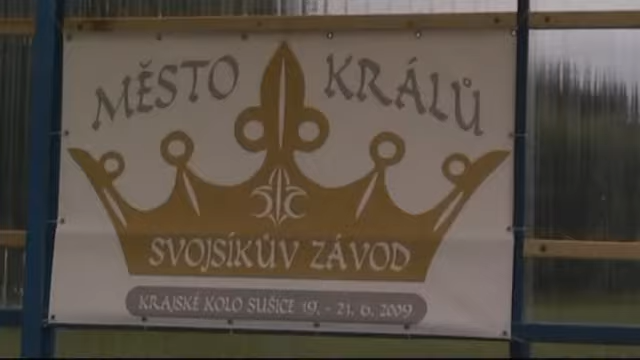 MĚSTO KRÁLŮ
SVOJSÍKŮV ZÁVOD
KRAJSKÉ KOLO SUŠICE 19. - 21. 6. 2009